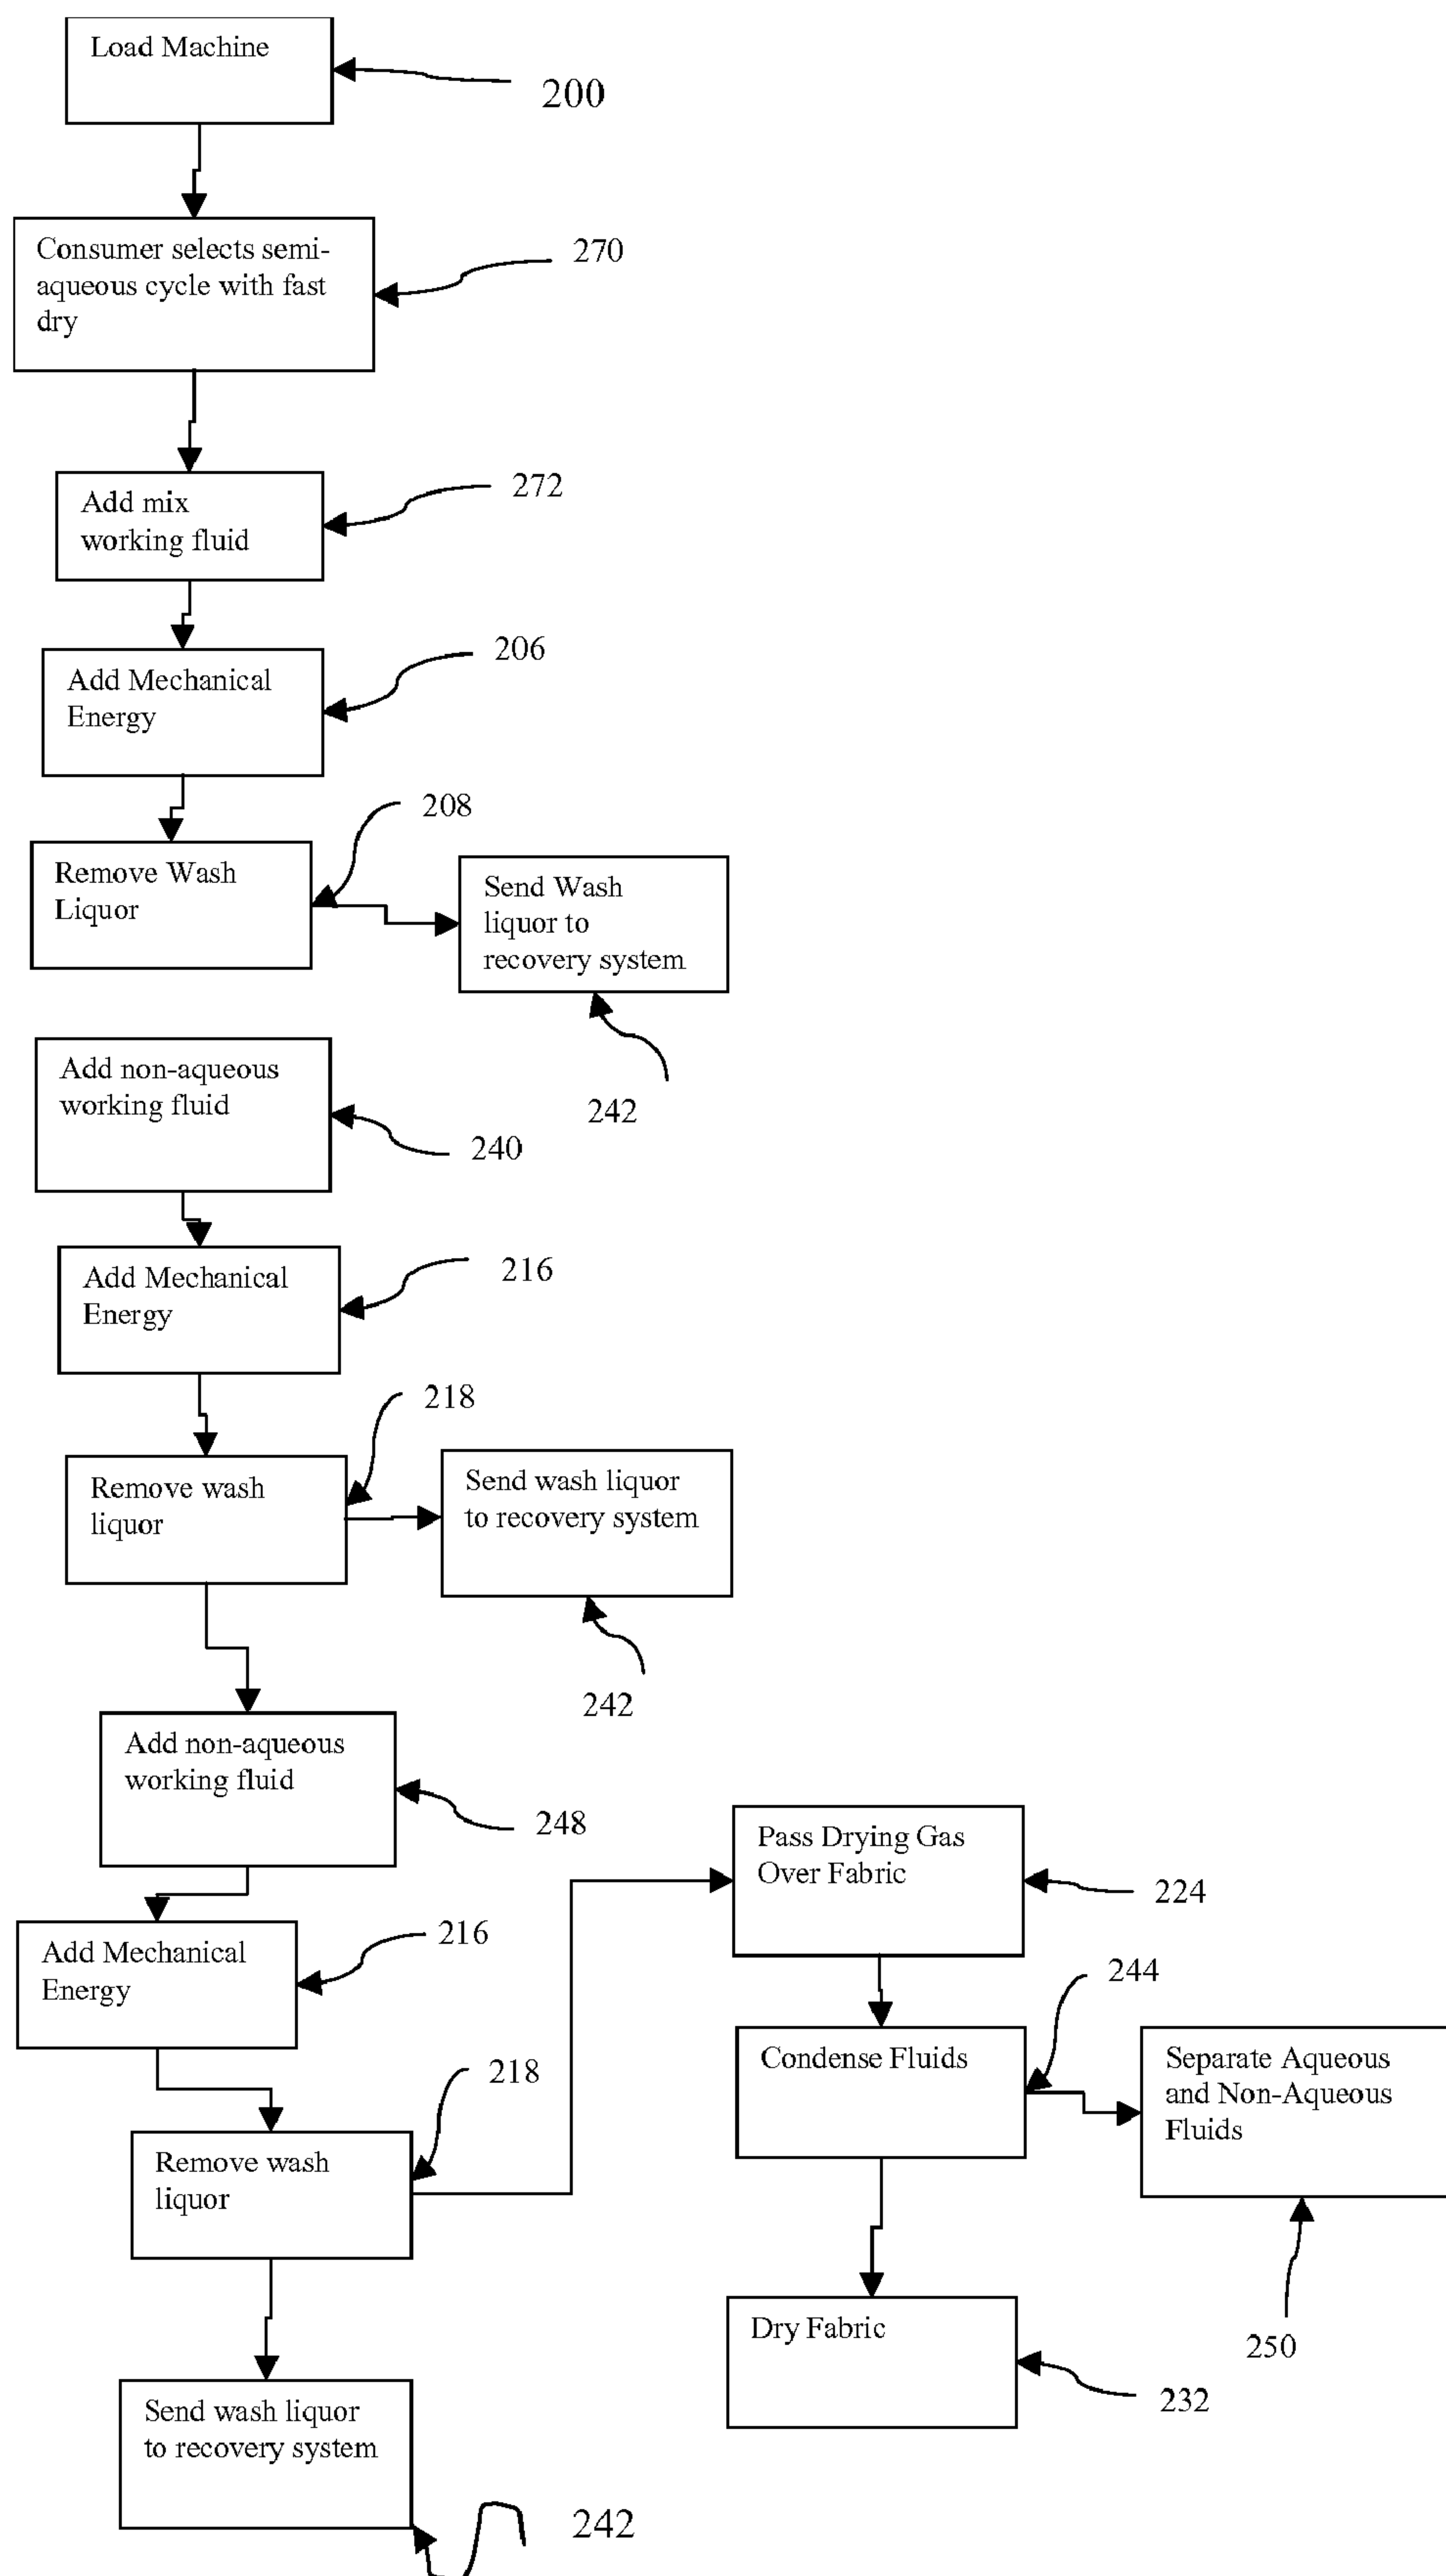 Load Machine
200
Consumer selects semi-
aqueous cycle with fast
dry
270
Add mix
working fluid
272
Add Mechanical
Energy
206
Remove Wash
Liquor
208
Send Wash
liquor to
recovery system
242
Add non-aqueous
working fluid
240
Add Mechanical
Energy
216
Remove wash
liquor
218
Send wash liquor
to recovery system
242
Add non-aqueous
working fluid
248
Add Mechanical
Energy
216
Remove wash
liquor
218
Send wash liquor
to recovery system
242
Pass Drying Gas
Over Fabric
224
Condense Fluids
244
Separate Aqueous
and Non-Aqueous
Fluids
250
Dry Fabric
232